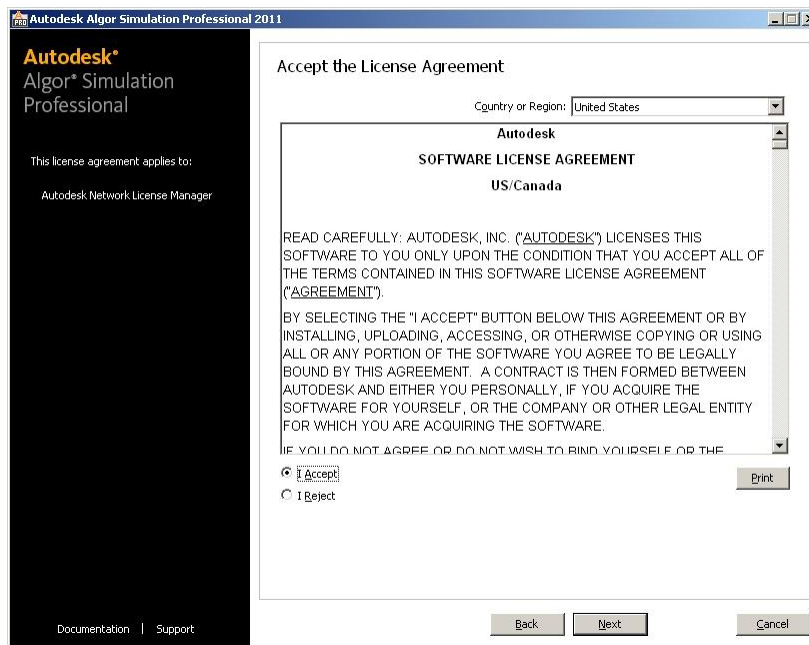 Autodesk Algor Simulation Professional 2011
Autodesk®
Algor® Simulation
Professional
This license agreement applies to:
Autodesk Network License Manager
Documentation | Support
Accept the License Agreement
Country or Region: United States
Autodesk
SOFTWARE LICENSE AGREEMENT
US/Canada
READ CAREFULLY: AUTODESK, INC. ("AUTODESK") LICENSES THIS
SOFTWARE TO YOU ONLY UPON THE CONDITION THAT YOU ACCEPT ALL OF
THE TERMS CONTAINED IN THIS SOFTWARE LICENSE AGREEMENT
("AGREEMENT").
BY SELECTING THE "I ACCEPT" BUTTON BELOW THIS AGREEMENT OR BY
INSTALLING, UPLOADING, ACCESSING, OR OTHERWISE COPYING OR USING
ALL OR ANY PORTION OF THE SOFTWARE YOU AGREE TO BE LEGALLY
BOUND BY THIS AGREEMENT. A CONTRACT IS THEN FORMED BETWEEN
AUTODESK AND EITHER YOU PERSONALLY, IF YOU ACQUIRE THE
SOFTWARE FOR YOURSELF, OR THE COMPANY OR OTHER LEGAL ENTITY
FOR WHICH YOU ARE ACQUIRING THE SOFTWARE.
IF YOU DO NOT AGREE OR DO NOT WISH TO BIND YOURSELF OR THE
I Accept
I Reject
Print
Back
Next
Cancel